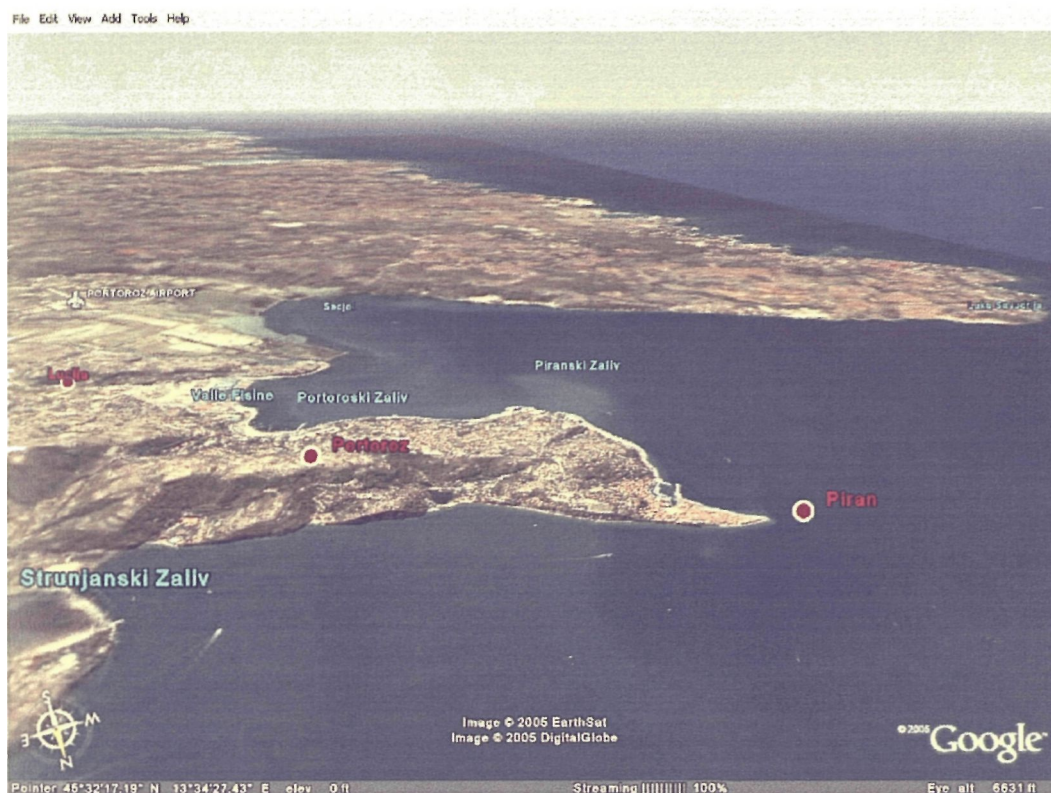 File Edit View Add Tools Help
PORTOROZ AIRPORT
Secje
Piranski Zaliv
Lucija
Valle Fisine
Portoroski Zaliv
Portoroz
Piran
Strunjanski Zaliv
S
W
E
N
Image © 2005 EarthSat
Image © 2005 DigitalGlobe
© 2005 Google™
Pointer 45°32'17.19" N 13°34'27.43" E elev 0 ft Streaming |||||||||| 100% Eye alt 6631 ft